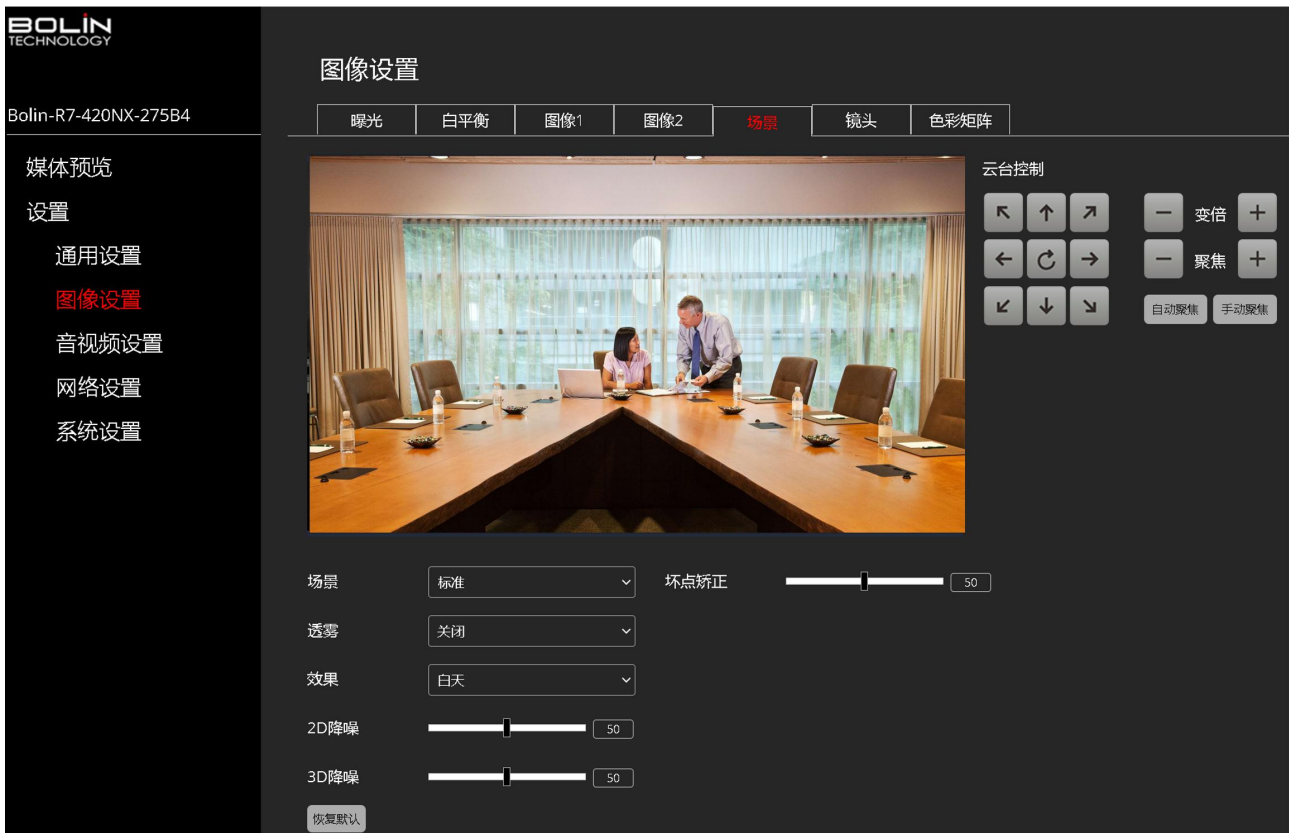 BOLIN
TECHNOLOGY
Bolin-R7-420NX-275B4
媒体预览
设置
通用设置
图像设置
音视频设置
网络设置
系统设置
图像设置
曝光 白平衡 图像1 图像2 场景 镜头 色彩矩阵
云台控制
变倍
聚焦
自动聚焦 手动聚焦
场景 标准 坏点矫正 50
透雾 关闭
效果 白天
2D降噪 50
3D降噪 50
恢复默认